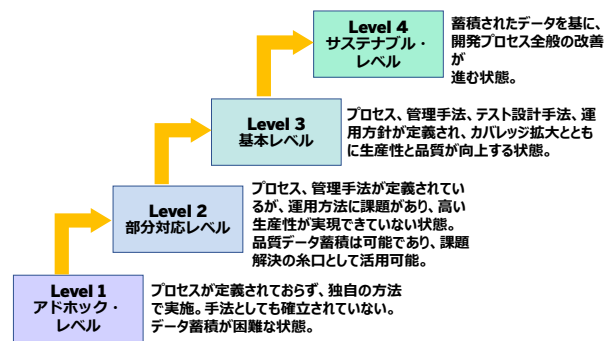 Level 4
サステナブル・
レベル
蓄積されたデータを基に、
開発プロセス全般の改善
が
進む状態。
Level 3
基本レベル
プロセス、管理手法、テスト設計手法、運
用方針が定義され、カバレッジ拡大ととも
に生産性と品質が向上する状態。
Level 2
部分対応レベル
プロセス、管理手法が定義されてい
るが、運用方法に課題があり、高い
生産性が実現できていない状態。
品質データ蓄積は可能であり、課題
解決の糸口として活用可能。
Level 1
アドホック・
レベル
プロセスが定義されておらず、独自の方法
で実施。手法としても確立されていない。
データ蓄積が困難な状態。